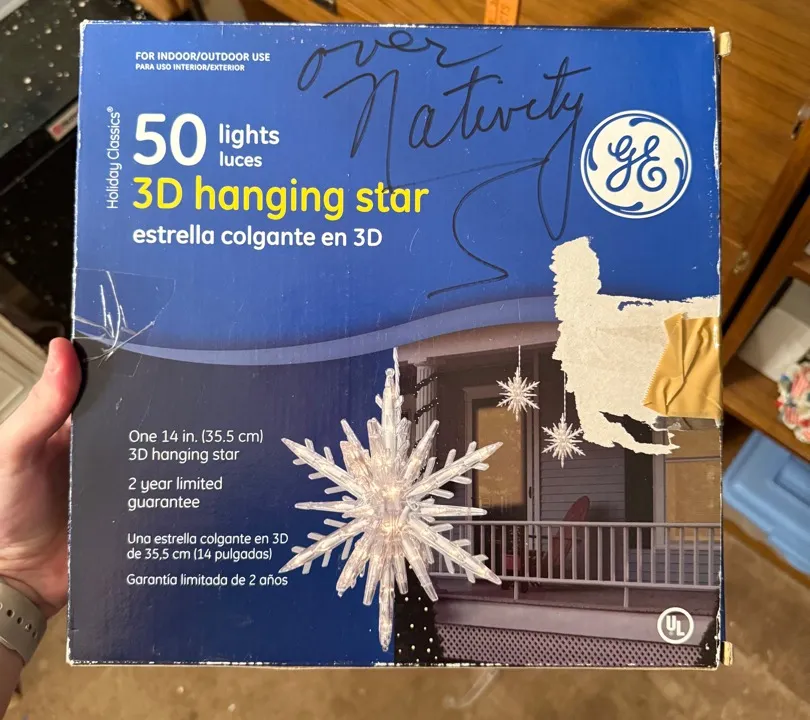 over
Nativity
FOR INDOOR/OUTDOOR USE
PARA USO INTERIOR/EXTERIOR
Holiday Classics®
50 lights
luces
3D hanging star
estrella colgante en 3D
GE
One 14 in. (35.5 cm)
3D hanging star
2 year limited
guarantee
Una estrella colgante en 3D
de 35,5 cm (14 pulgadas)
Garantía limitada de 2 años
UL